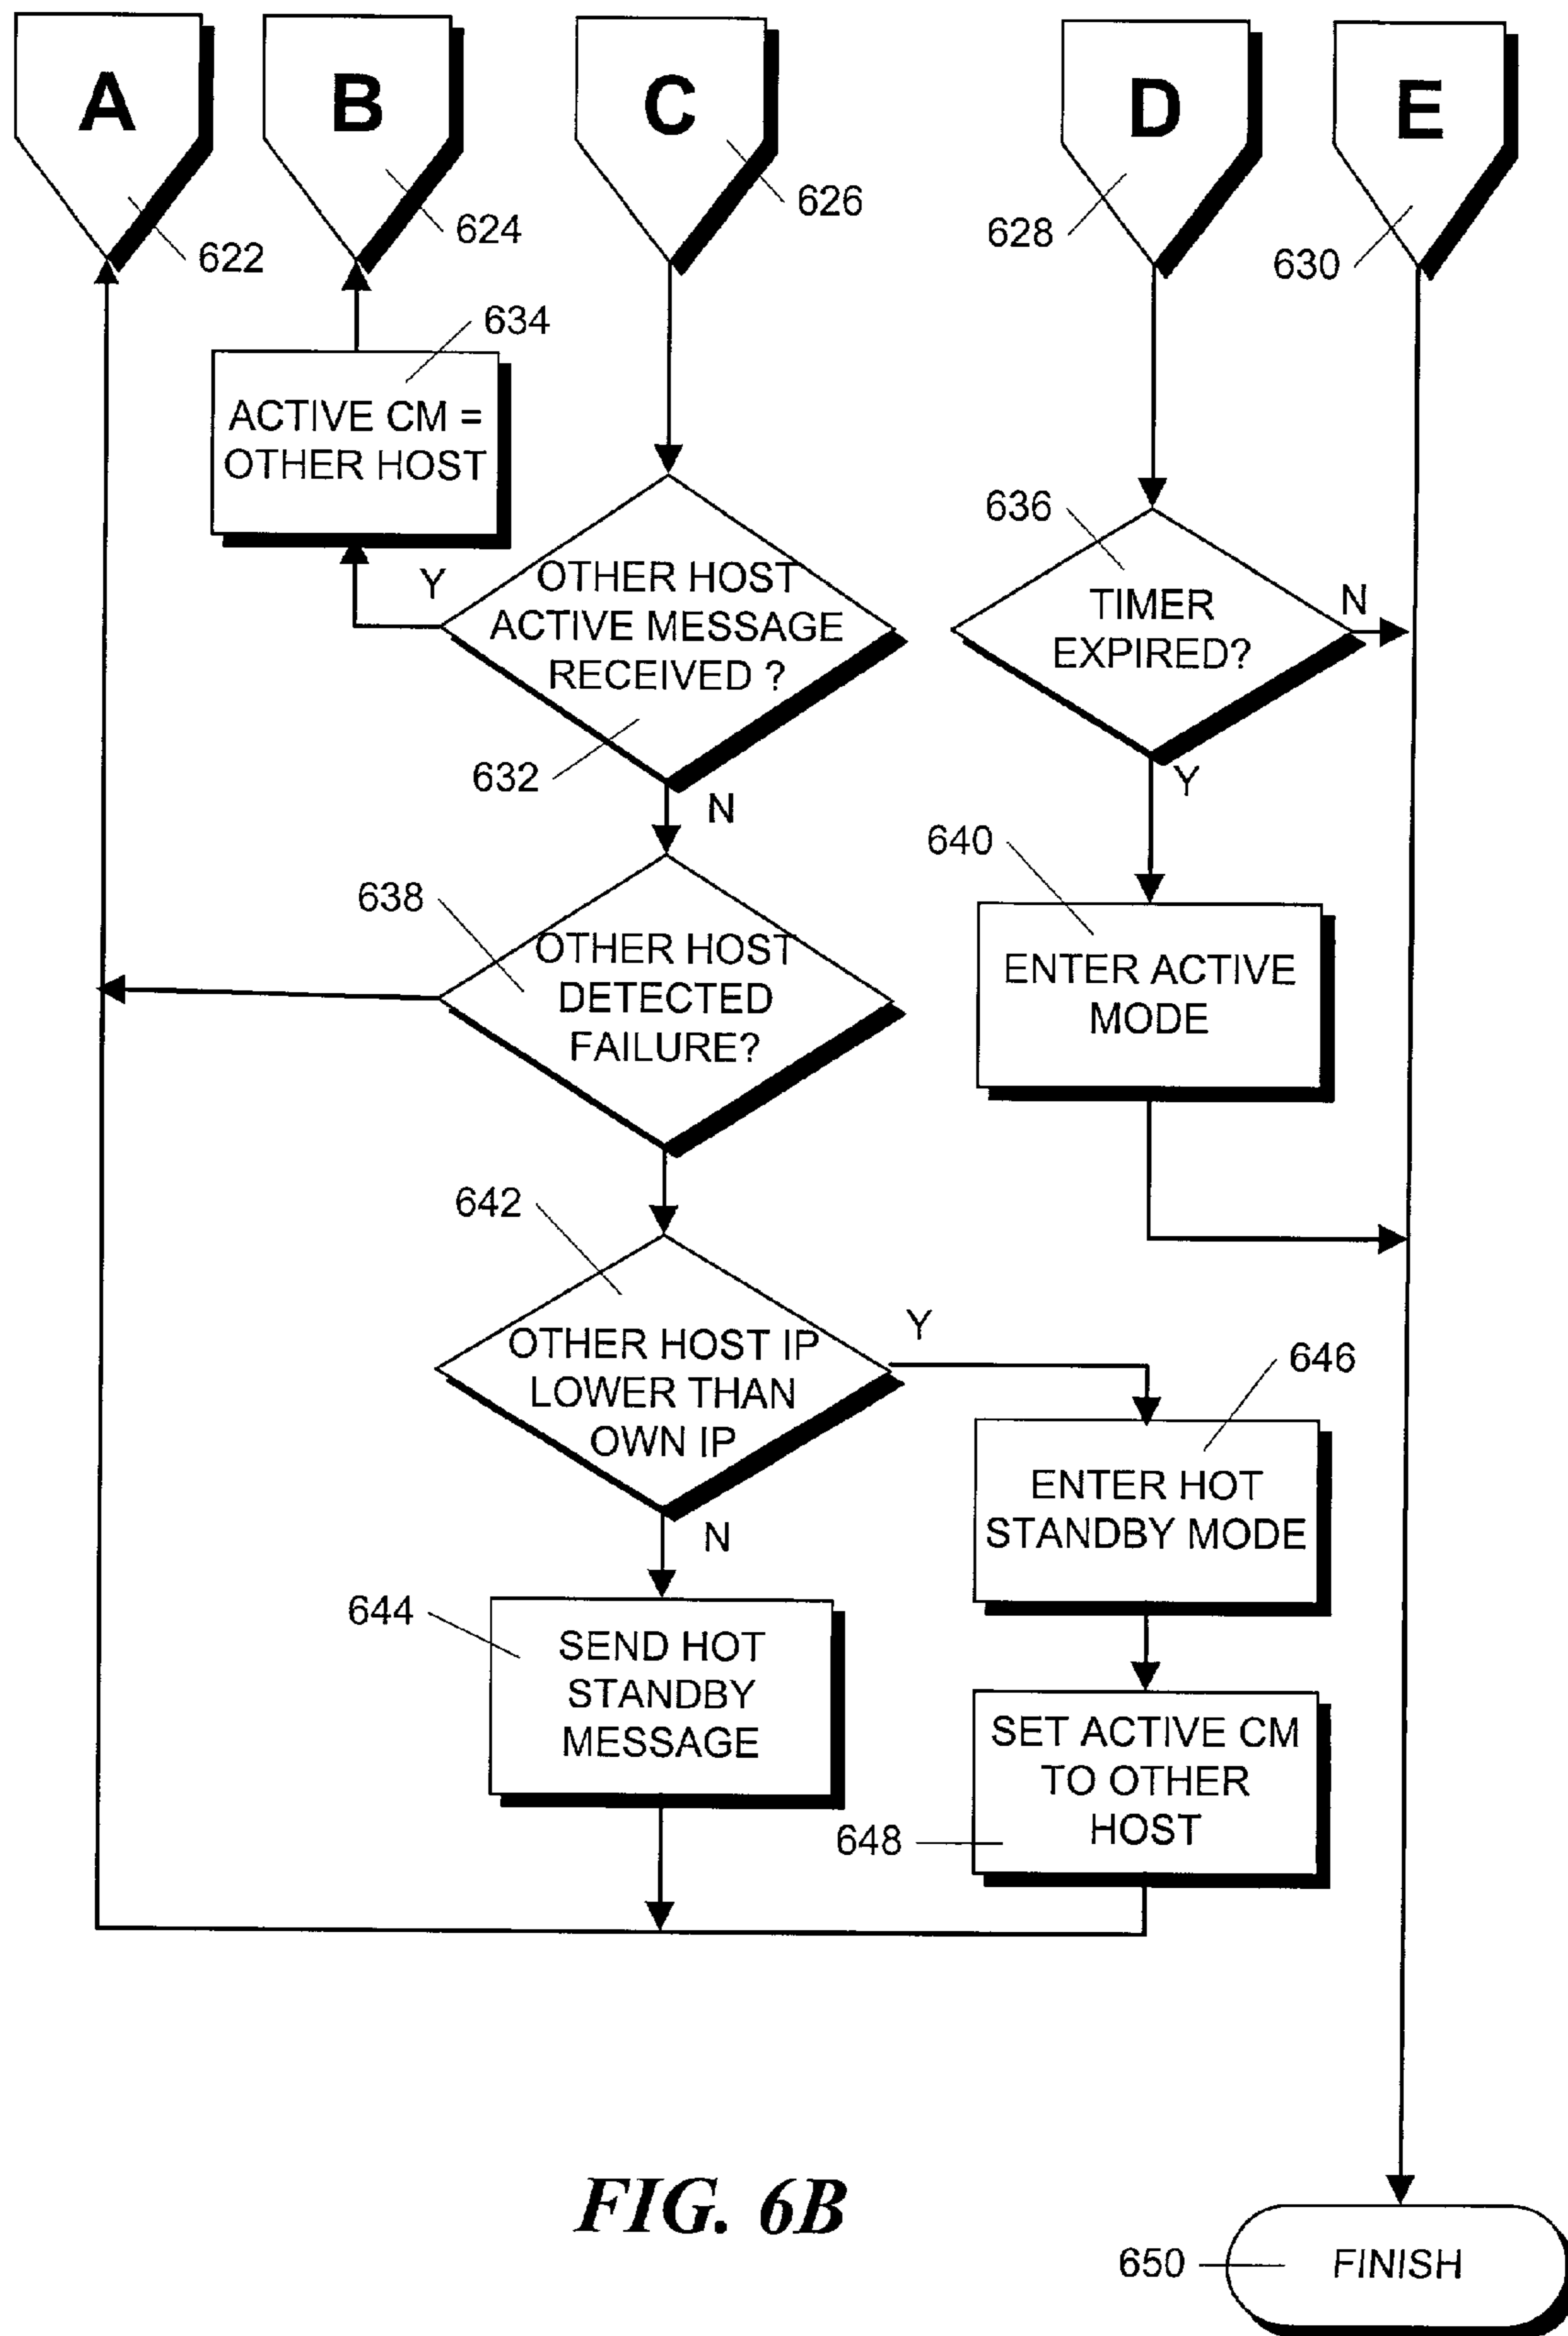 A
B
C
D
E
622
624
626
628
630
634
ACTIVE CM =
OTHER HOST
Y
OTHER HOST
ACTIVE MESSAGE
RECEIVED ?
632
N
636
TIMER
EXPIRED?
N
Y
638
OTHER HOST
DETECTED
FAILURE?
640
ENTER ACTIVE
MODE
642
OTHER HOST IP
LOWER THAN
OWN IP
Y
N
646
ENTER HOT
STANDBY MODE
644
SEND HOT
STANDBY
MESSAGE
SET ACTIVE CM
TO OTHER
HOST
648
FIG. 6B
650
FINISH